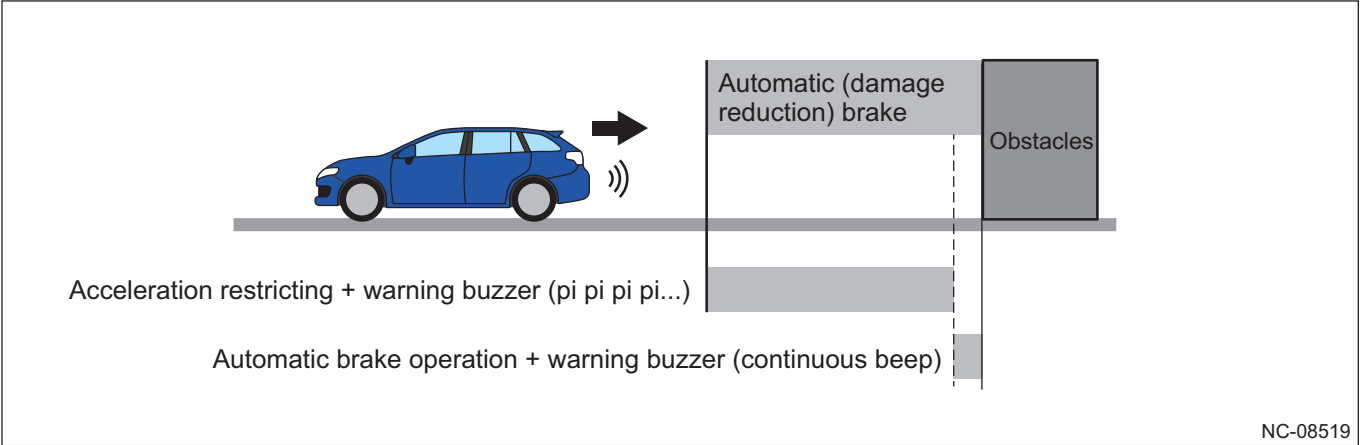 Automatic (damage
reduction) brake
Obstacles
Acceleration restricting + warning buzzer (pi pi pi pi...)
Automatic brake operation + warning buzzer (continuous beep)
NC-08519